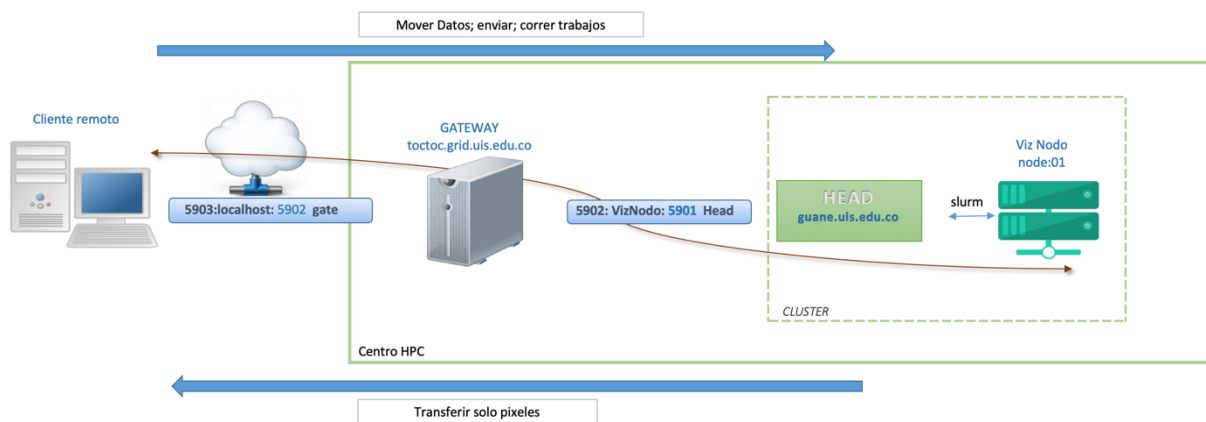 Mover Datos; enviar; correr trabajos
Cliente remoto
GATEWAY
toctoc.grid.uis.edu.co
Viz Nodo
node:01
HEAD
guane.uis.edu.co
slurm
5903:localhost: 5902 gate
5902: VizNodo: 5901 Head
CLUSTER
Centro HPC
Transferir solo pixeles